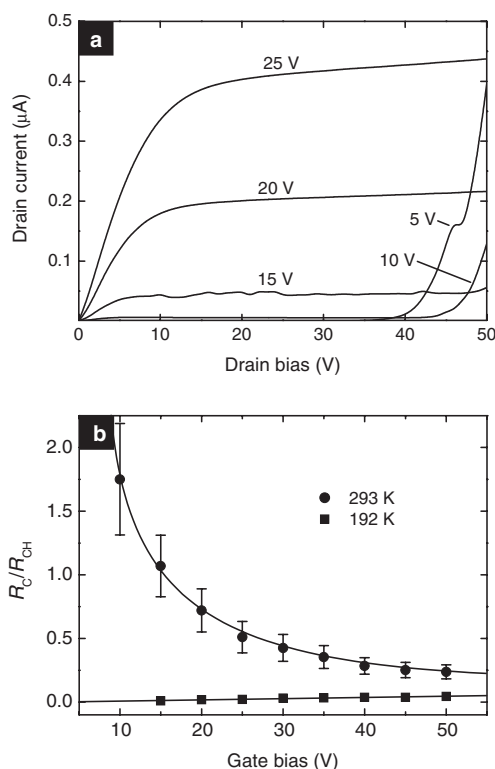 a
0.5
0.4
0.3
0.2
0.1
Drain current (μA)
25 V
20 V
15 V
5 V
10 V
0 10 20 30 40 50
Drain bias (V)
b
2.0
1.5
1.0
0.5
0.0
R_C/R_CH
293 K
192 K
10 20 30 40 50
Gate bias (V)